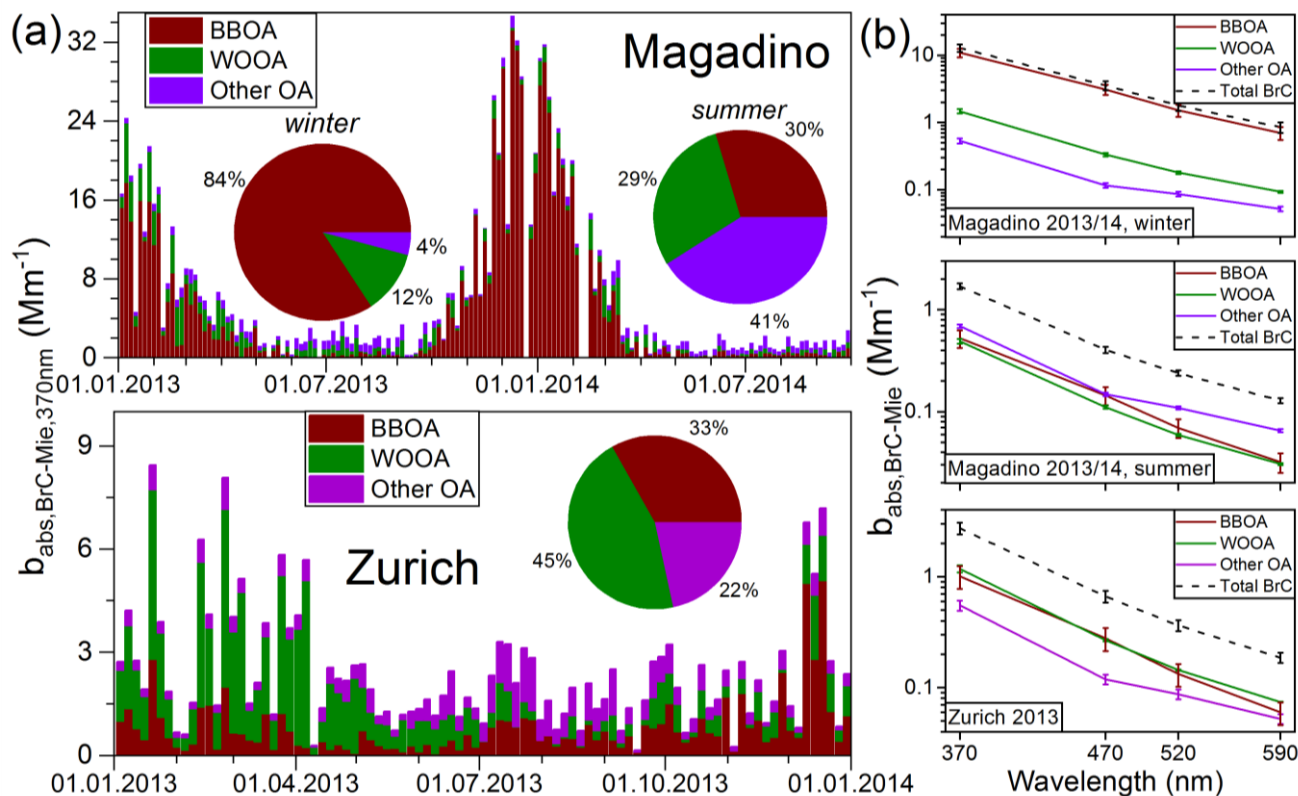 (a)
BBOA
WOOA
Other OA
Magadino
winter
84%
4%
12%
summer
30%
29%
41%
32
24
16
8
0
01.01.2013
01.07.2013
01.01.2014
01.07.2014
b_abs,BrC-Mie,370nm (Mm⁻¹)
BBOA
WOOA
Other OA
Zurich
33%
45%
22%
9
6
3
0
01.01.2013
01.04.2013
01.07.2013
01.10.2013
01.01.2014
(b)
BBOA
WOOA
Other OA
Total BrC
10
1
0.1
Magadino 2013/14, winter
b_abs,BrC-Mie (Mm⁻¹)
BBOA
WOOA
Other OA
Total BrC
1
0.1
Magadino 2013/14, summer
BBOA
WOOA
Other OA
Total BrC
1
0.1
Zurich 2013
370
470
520
590
Wavelength (nm)